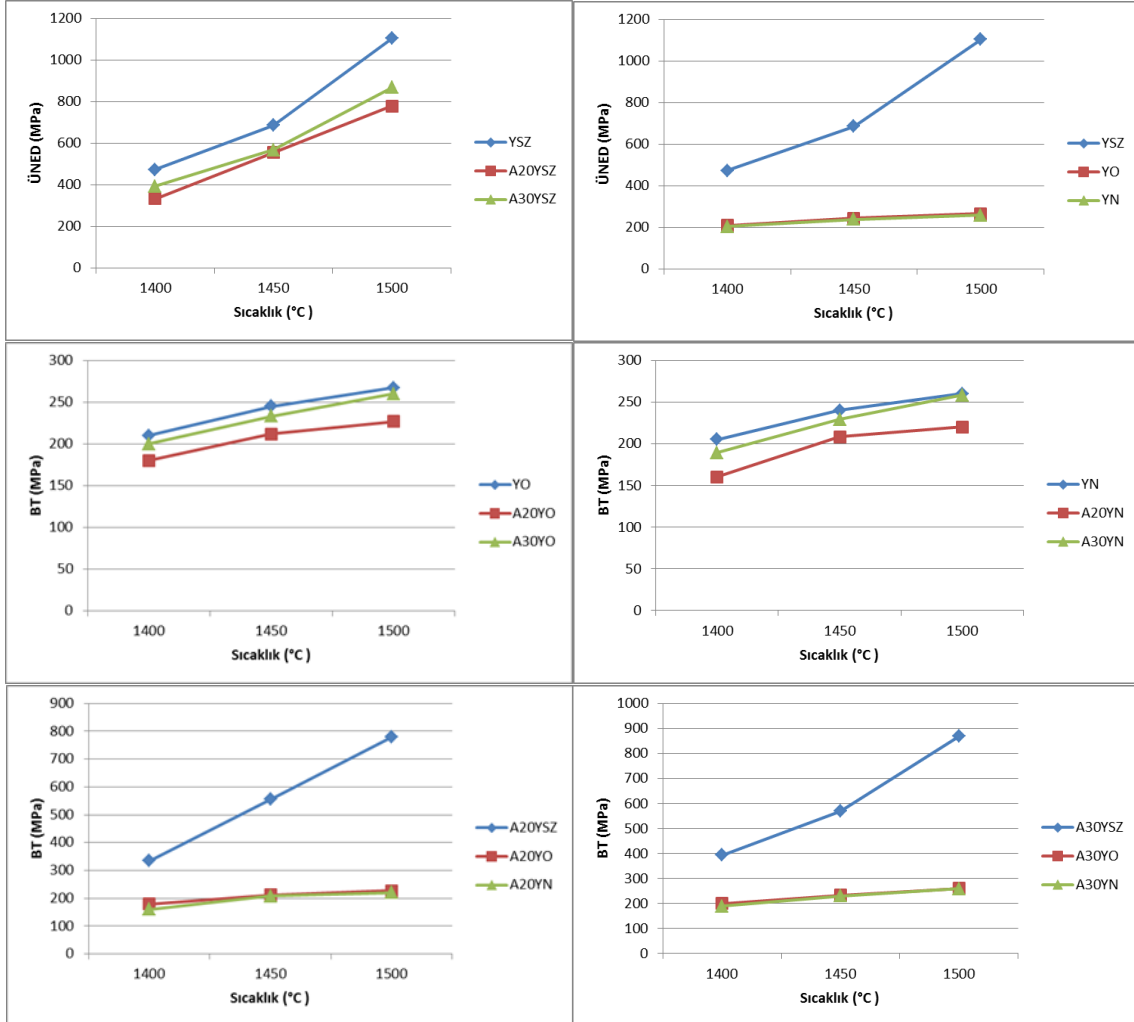 1200
1000
800
600
400
200
0
ÜNED (MPa)
1400 1450 1500
Sıcaklık (°C )
YSZ
A20YSZ
A30YSZ
1200
1000
800
600
400
200
0
ÜNED (MPa)
1400 1450 1500
Sıcaklık (°C )
YSZ
YO
YN
300
250
200
150
100
50
0
BT (MPa)
1400 1450 1500
Sıcaklık (°C )
YO
A20YO
A30YO
300
250
200
150
100
50
0
BT (MPa)
1400 1450 1500
Sıcaklık (°C )
YN
A20YN
A30YN
900
800
700
600
500
400
300
200
100
0
BT (MPa)
1400 1450 1500
Sıcaklık (°C )
A20YSZ
A20YO
A20YN
1000
900
800
700
600
500
400
300
200
100
0
BT (MPa)
1400 1450 1500
Sıcaklık (°C )
A30YSZ
A30YO
A30YN